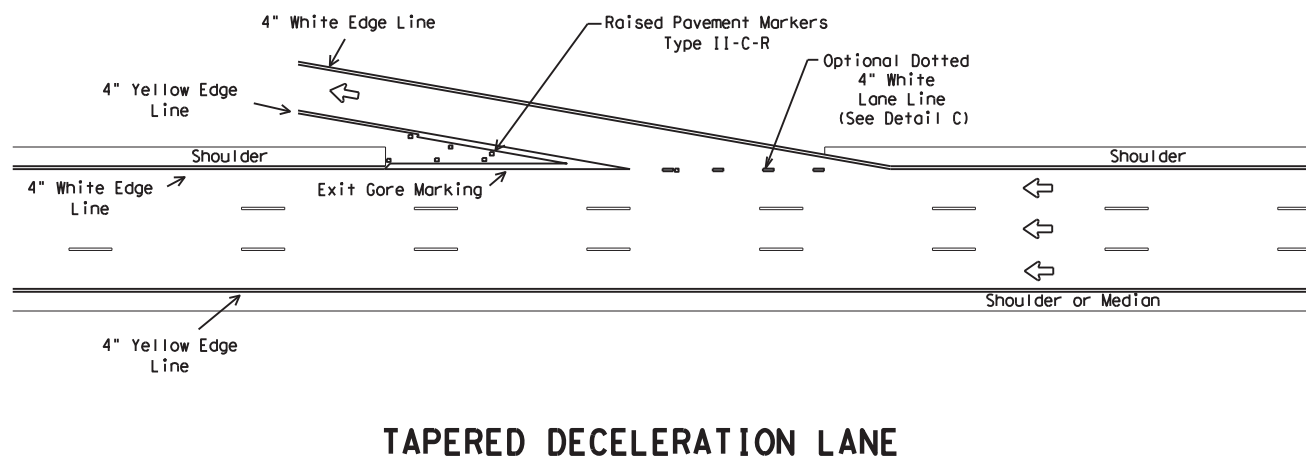 4" White Edge Line
Raised Pavement Markers
Type II-C-R
Optional Dotted
4" White
Lane Line
(See Detail C)
4" Yellow Edge
Line
Shoulder
Shoulder
4" White Edge
Line
Exit Gore Marking
Shoulder or Median
4" Yellow Edge
Line
TAPERED DECELERATION LANE